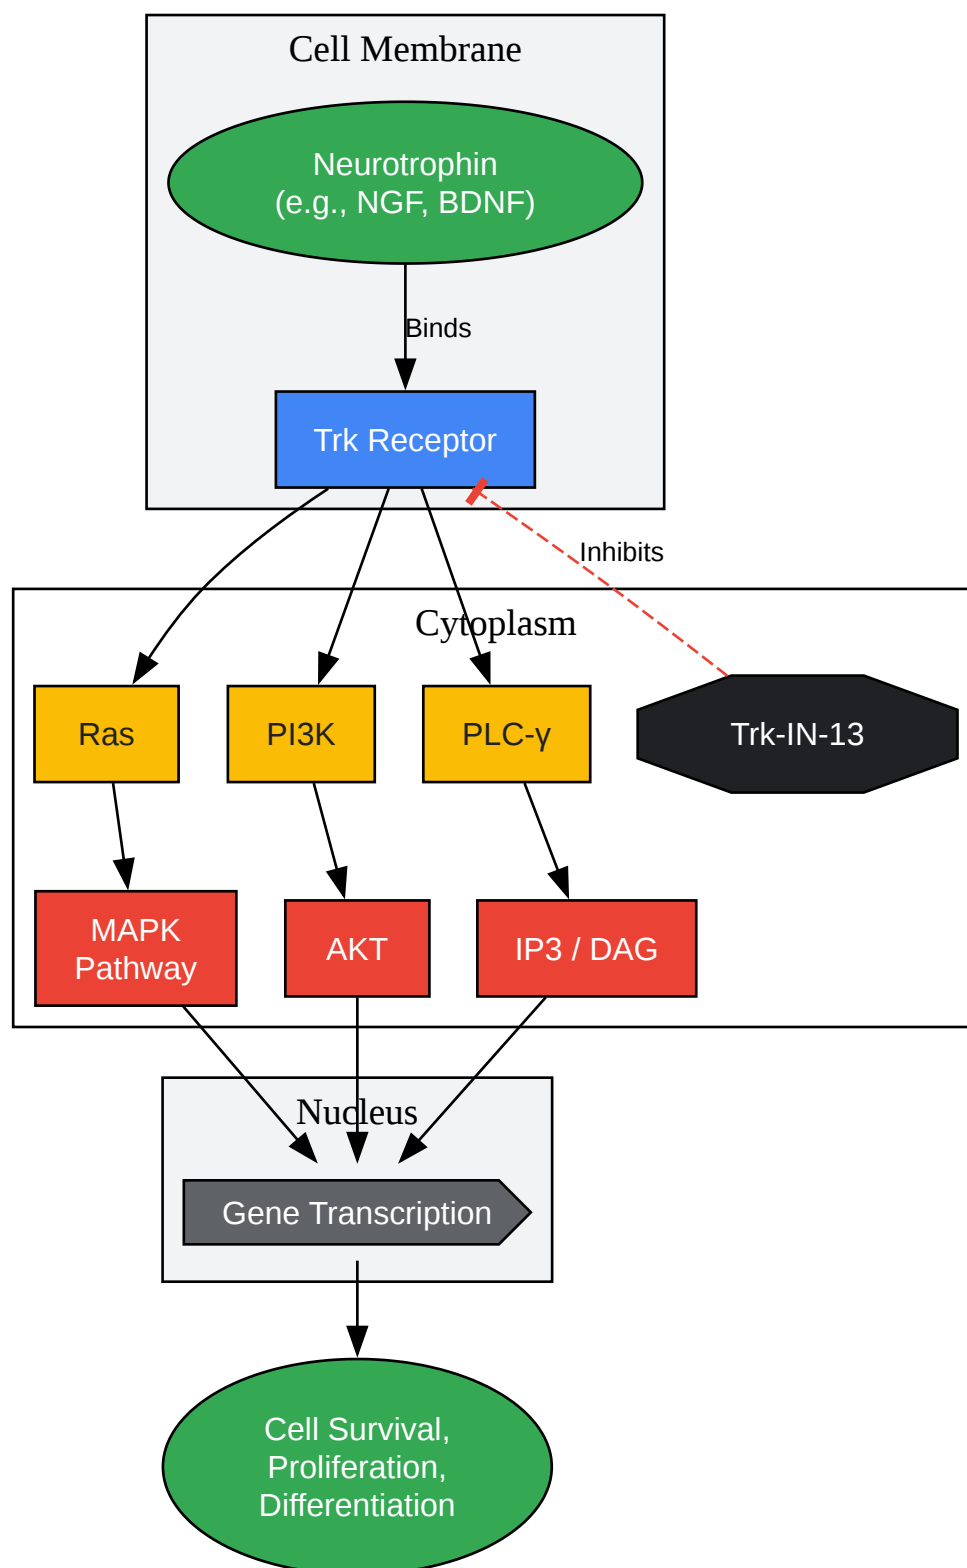 Cell Membrane
Neurotrophin
(e.g., NGF, BDNF)
Binds
Trk Receptor
Inhibits
Cytoplasm
Ras
PI3K
PLC-γ
Trk-IN-13
MAPK
Pathway
AKT
IP3 / DAG
Nucleus
Gene Transcription
Cell Survival,
Proliferation,
Differentiation